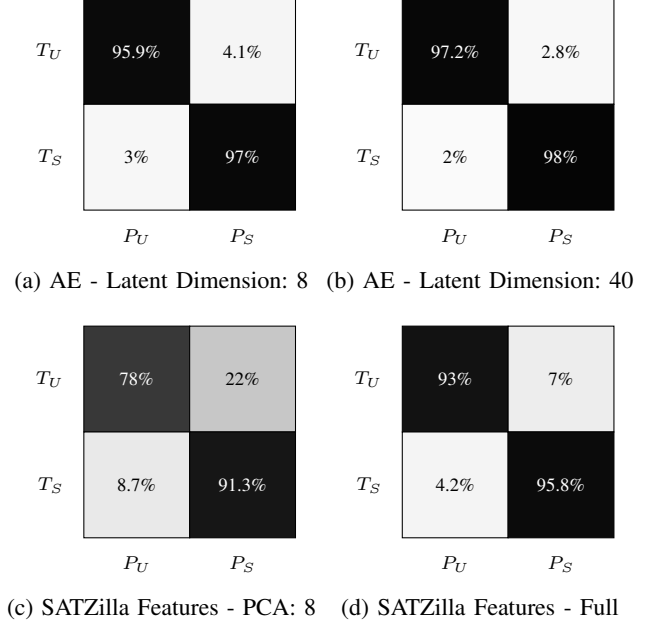 T_U 95.9% 4.1% T_U 97.2% 2.8%
T_S 3% 97% T_S 2% 98%
P_U P_S P_U P_S
(a) AE - Latent Dimension: 8 (b) AE - Latent Dimension: 40
T_U 78% 22% T_U 93% 7%
T_S 8.7% 91.3% T_S 4.2% 95.8%
P_U P_S P_U P_S
(c) SATZilla Features - PCA: 8 (d) SATZilla Features - Full